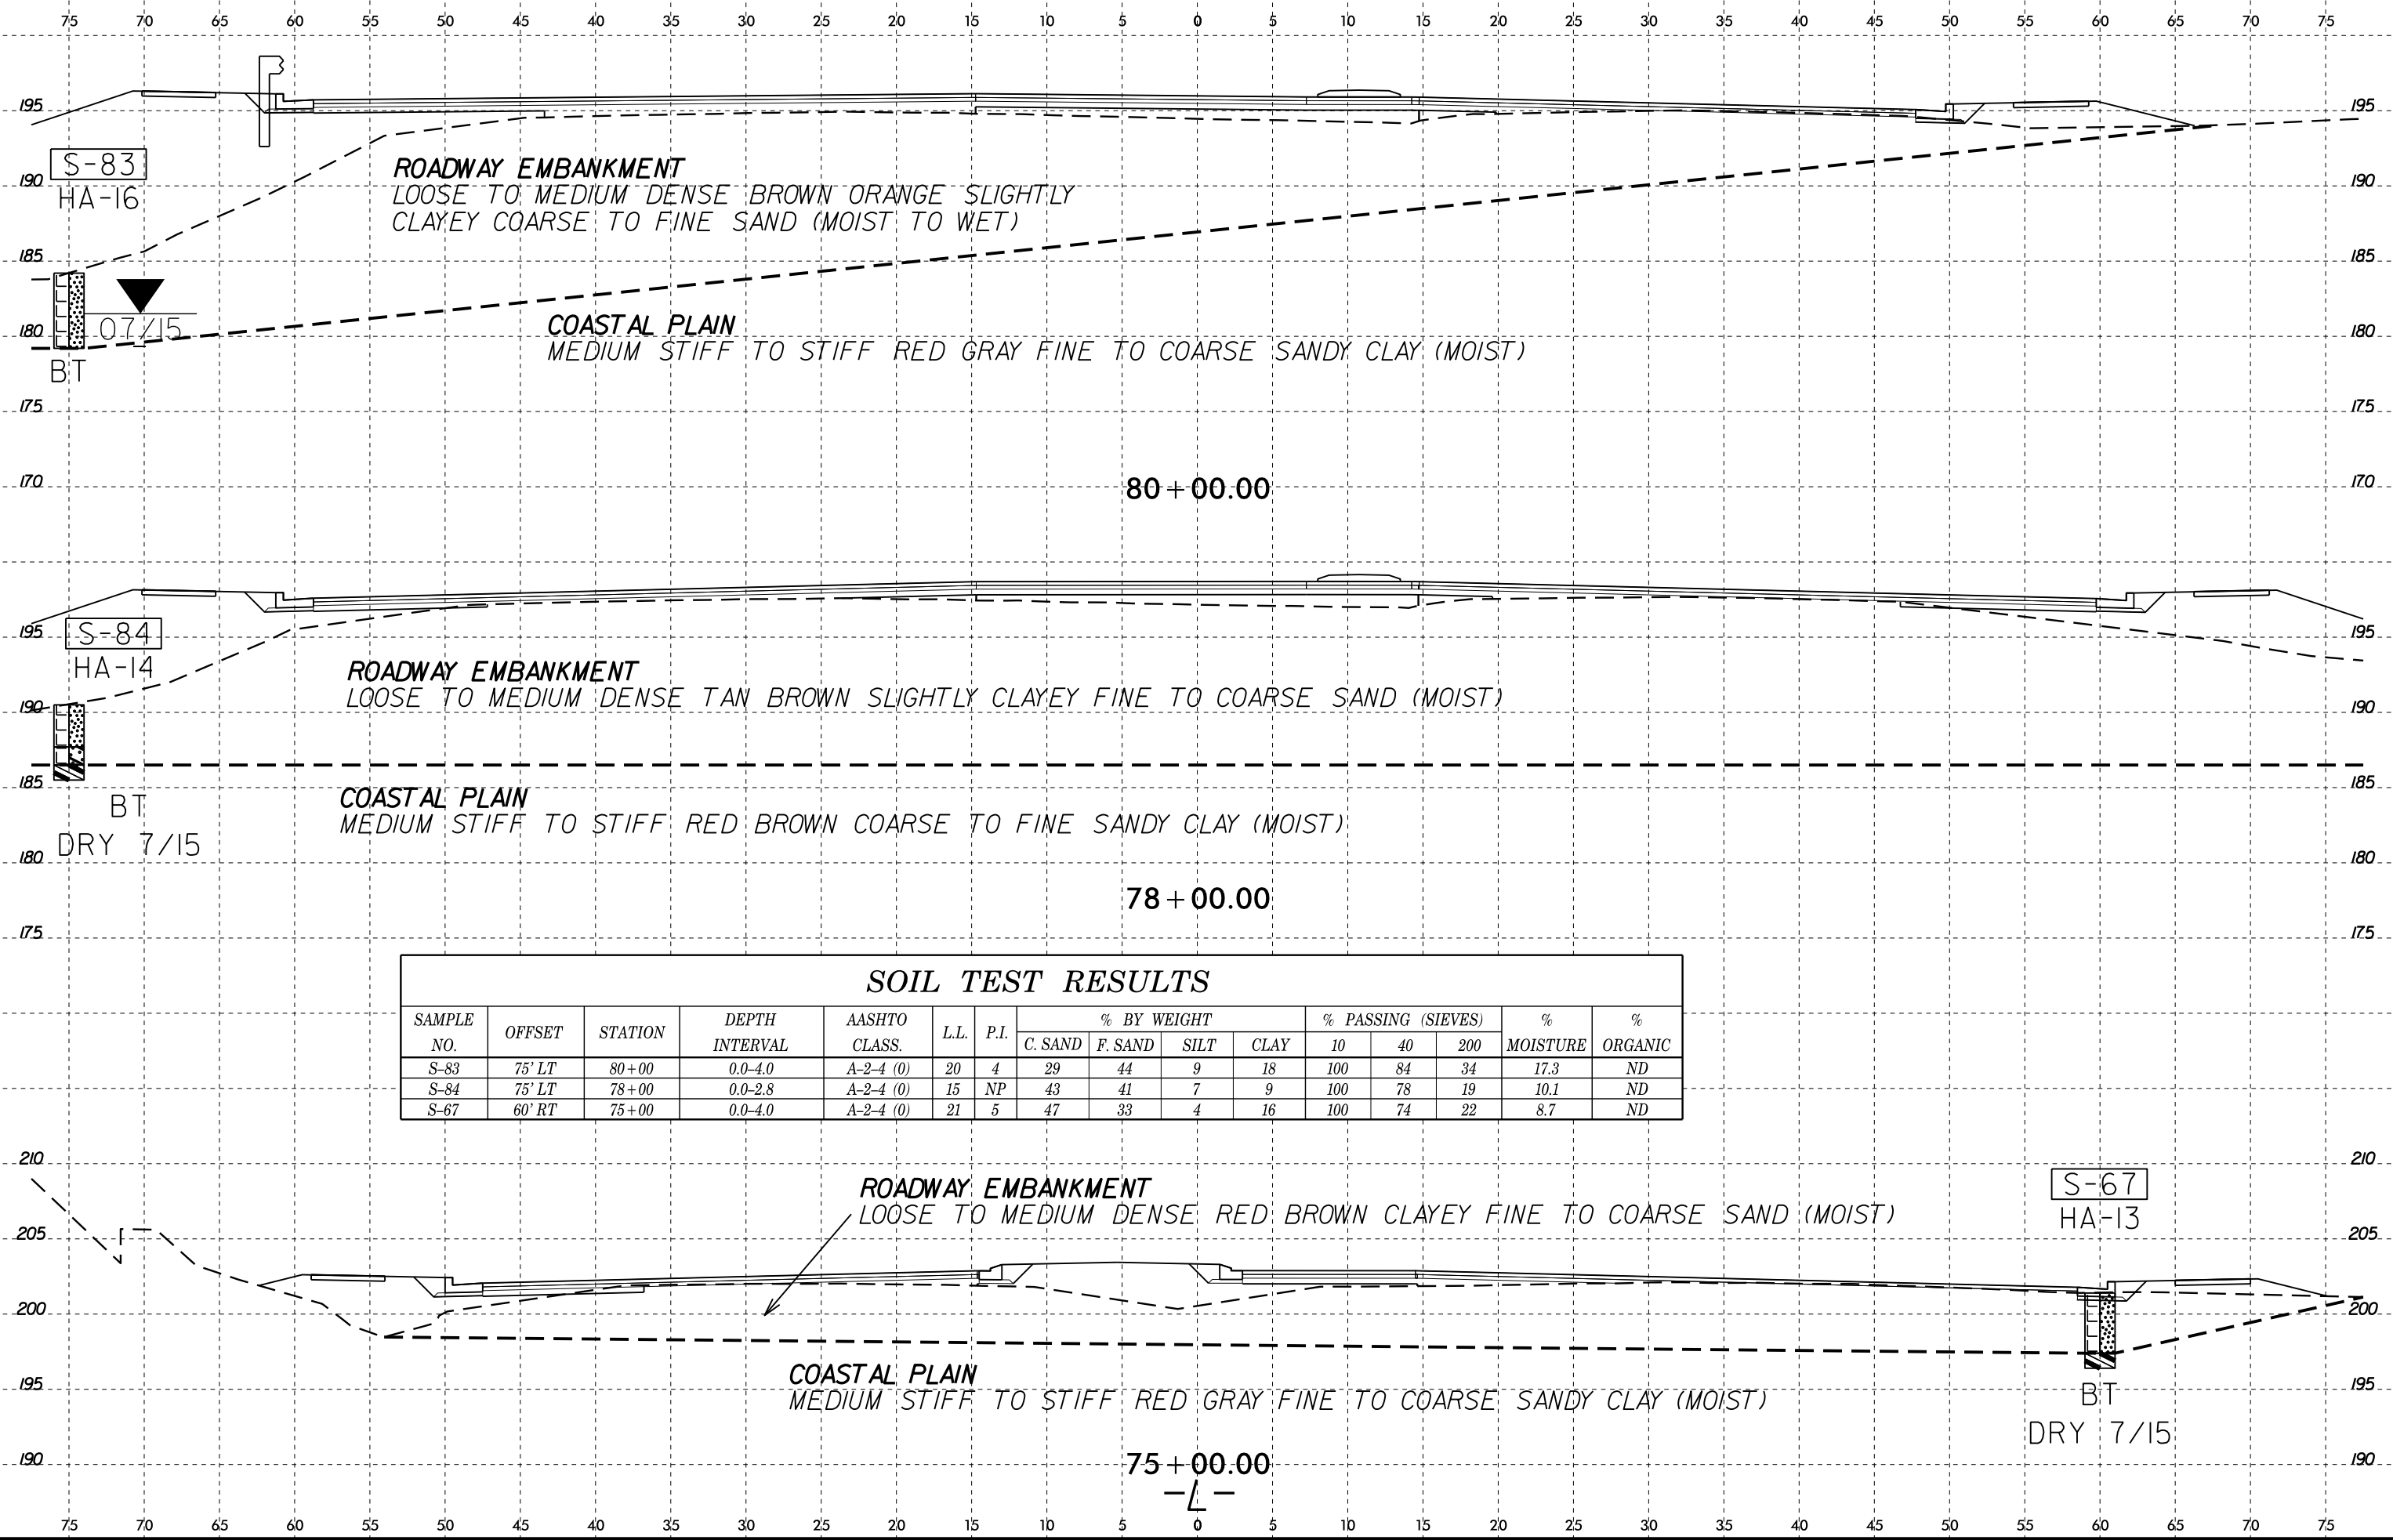 75 70 65 60 55 50 45 40 35 30 25 20 15 10 5 0 5 10 15 20 25 30 35 40 45 50 55 60 65 70 75
195 195
S-83
190 190
HA-16
ROADWAY EMBANKMENT
LOOSE TO MEDIUM DENSE BROWN ORANGE SLIGHTLY
CLAYEY COARSE TO FINE SAND (MOIST TO WET)
185 185
07/15
180 180
BT
COASTAL PLAIN
MEDIUM STIFF TO STIFF RED GRAY FINE TO COARSE SANDY CLAY (MOIST)
175 175
170 170
80+00.00
195 195
S-84
HA-14
ROADWAY EMBANKMENT
LOOSE TO MEDIUM DENSE TAN BROWN SLIGHTLY CLAYEY FINE TO COARSE SAND (MOIST)
190 190
185 185
BT
DRY 7/15
COASTAL PLAIN
MEDIUM STIFF TO STIFF RED BROWN COARSE TO FINE SANDY CLAY (MOIST)
180 180
78+00.00
175 175
SOIL TEST RESULTS
SAMPLE NO. OFFSET STATION DEPTH INTERVAL AASHTO CLASS. L.L. P.I. % BY WEIGHT % PASSING (SIEVES) % MOISTURE % ORGANIC
C. SAND F. SAND SILT CLAY 10 40 200
S-83 75' LT 80+00 0.0-4.0 A-2-4 (0) 20 4 29 44 9 18 100 84 34 17.3 ND
S-84 75' LT 78+00 0.0-2.8 A-2-4 (0) 15 NP 43 41 7 9 100 78 19 10.1 ND
S-67 60' RT 75+00 0.0-4.0 A-2-4 (0) 21 5 47 33 4 16 100 74 22 8.7 ND
210 210
ROADWAY EMBANKMENT
LOOSE TO MEDIUM DENSE RED BROWN CLAYEY FINE TO COARSE SAND (MOIST)
S-67
HA-13
205 205
200 200
COASTAL PLAIN
MEDIUM STIFF TO STIFF RED GRAY FINE TO COARSE SANDY CLAY (MOIST)
195 195
BT
DRY 7/15
190 190
75+00.00
-L-
75 70 65 60 55 50 45 40 35 30 25 20 15 10 5 0 5 10 15 20 25 30 35 40 45 50 55 60 65 70 75